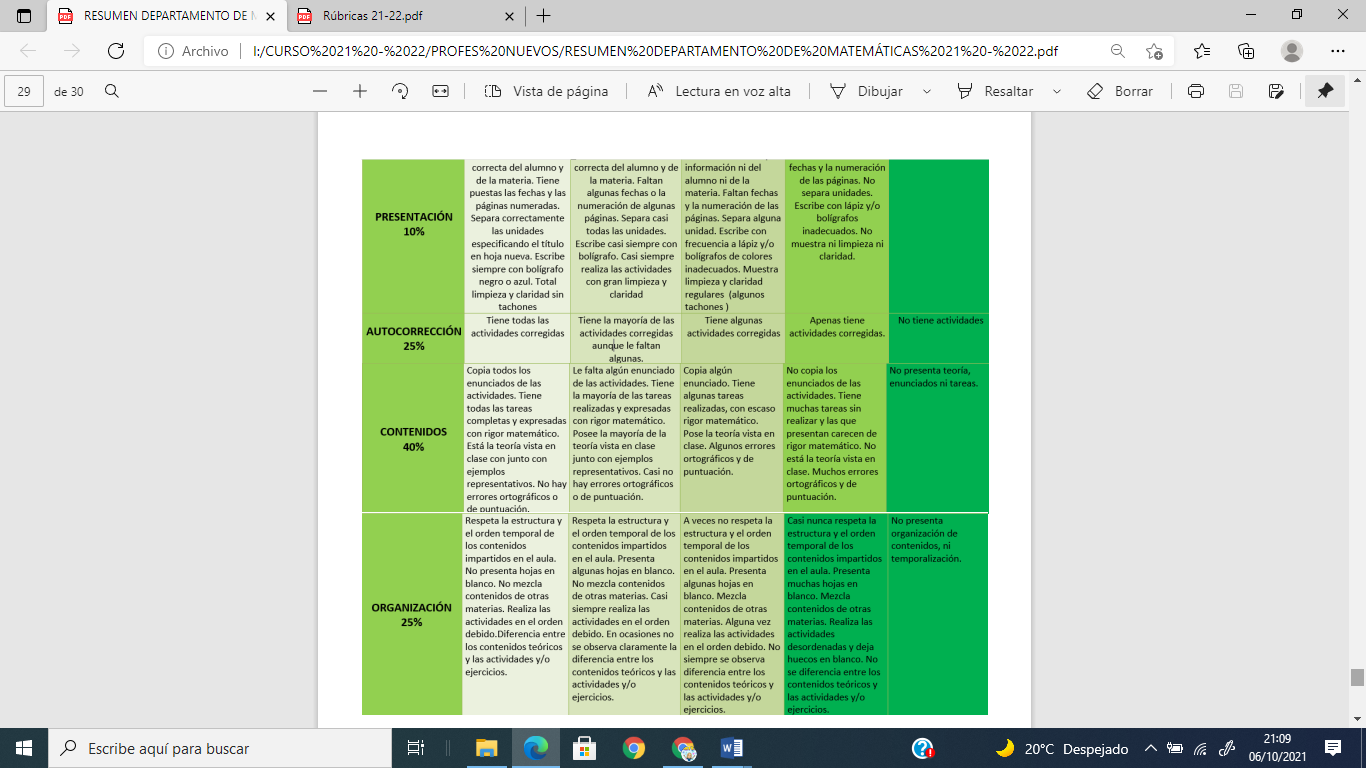 RESUMEN DEPARTAMENTO DE M
Rúbricas 21-22.pdf
Archivo
I:/CURSO%2021%20-%2022/PROFES%20NUEVOS/RESUMEN%20DEPARTAMENTO%20DE%20MATEMÁTICAS%2021%20-%2022.pdf
29
de 30
Vista de página
Lectura en voz alta
Dibujar
Resaltar
Borrar
PRESENTACIÓN
10%
correcta del alumno y
de la materia. Tiene
puestas las fechas y las
páginas numeradas.
Separa correctamente
las unidades
especificando el título
en hoja nueva. Escribe
siempre con bolígrafo
negro o azul. Total
limpieza y claridad sin
tachones
correcta del alumno y de
la materia. Faltan
algunas fechas o la
numeración de algunas
páginas. Separa casi
todas las unidades.
Escribe casi siempre con
bolígrafo. Casi siempre
realiza las actividades
con gran limpieza y
claridad
información ni del
alumno ni de la
materia. Faltan fechas
y la numeración de las
páginas. Separa alguna
unidad. Escribe con
frecuencia a lápiz y/o
bolígrafos de colores
inadecuados. Muestra
limpieza y claridad
regulares (algunos
tachones )
fechas y la numeración
de las páginas. No
separa unidades.
Escribe con lápiz y/o
bolígrafos
inadecuados. No
muestra ni limpieza ni
claridad.
AUTOCORRECCIÓN
25%
Tiene todas las
actividades corregidas
Tiene la mayoría de las
actividades corregidas
aunque le faltan
algunas.
Tiene algunas
actividades corregidas
Apenas tiene
actividades corregidas.
No tiene actividades
CONTENIDOS
40%
Copia todos los
enunciados de las
actividades. Tiene
todas las tareas
completas y expresadas
con rigor matemático.
Está la teoría vista en
clase con junto con
ejemplos
representativos. No hay
errores ortográficos o
de puntuación.
Le falta algún enunciado
de las actividades. Tiene
la mayoría de las tareas
realizadas y expresadas
con rigor matemático.
Posee la mayoría de la
teoría vista en clase
junto con ejemplos
representativos. Casi no
hay errores ortográficos
o de puntuación.
Copia algún
enunciado. Tiene
algunas tareas
realizadas, con escaso
rigor matemático.
Pose la teoría vista en
clase. Algunos errores
ortográficos y de
puntuación.
No copia los
enunciados de las
actividades. Tiene
muchas tareas sin
realizar y las que
presentan carecen de
rigor matemático. No
está la teoría vista en
clase. Muchos errores
ortográficos y de
puntuación.
No presenta teoría,
enunciados ni tareas.
ORGANIZACIÓN
25%
Respeta la estructura y
el orden temporal de
los contenidos
impartidos en el aula.
No presenta hojas en
blanco. No mezcla
contenidos de otras
materias. Realiza las
actividades en el orden
debido.Diferencia entre
los contenidos teóricos
y las actividades y/o
ejercicios.
Respeta la estructura y
el orden temporal de
los contenidos impartidos
en el aula. Presenta
algunas hojas en blanco.
No mezcla contenidos
de otras materias. Casi
siempre realiza las
actividades en el orden
debido. En ocasiones no
se observa claramente la
diferencia entre los
contenidos teóricos y las
actividades y/o
ejercicios.
A veces no respeta la
estructura y el orden
temporal de los
contenidos impartidos
en el aula. Presenta
algunas hojas en
blanco. Mezcla
contenidos de otras
materias. Alguna vez
realiza las actividades
en el orden debido. No
siempre se observa
diferencia entre los
contenidos teóricos y
las actividades y/o
ejercicios.
Casi nunca respeta la
estructura y el orden
temporal de los
contenidos impartidos
en el aula. Presenta
muchas hojas en
blanco. Mezcla
contenidos de otras
materias. Realiza las
actividades
desordenadas y deja
huecos en blanco. No
se diferencia entre los
contenidos teóricos y
las actividades y/o
ejercicios.
No presenta
organización de
contenidos, ni
temporalización.
Escribe aquí para buscar
20°C Despejado
21:09
06/10/2021